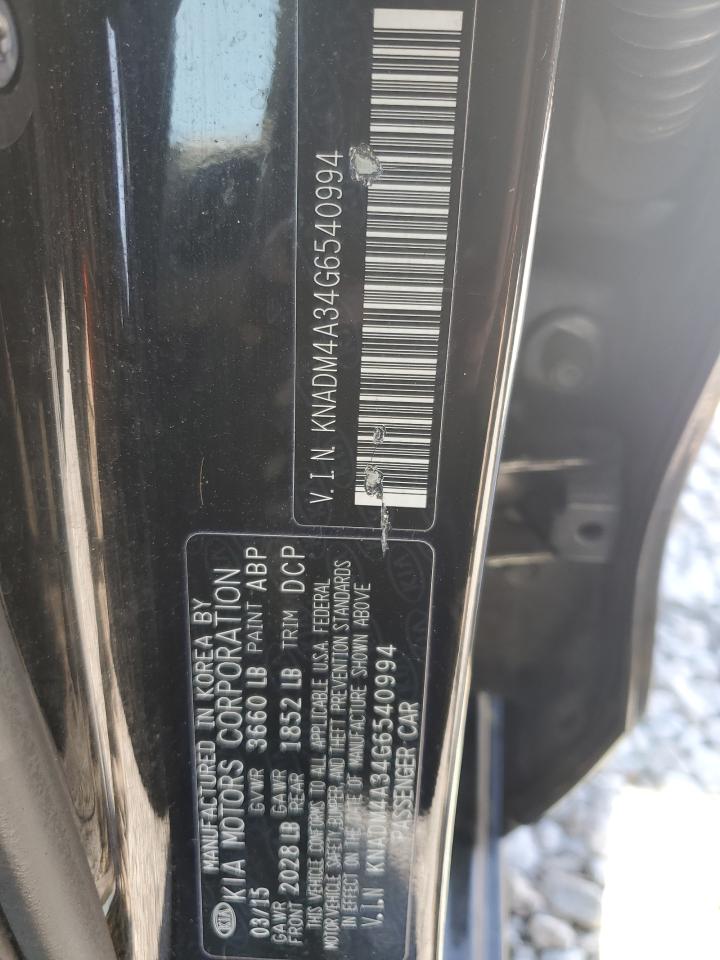 V.I.N KNADM4A34G6540994
KIA
MANUFACTURED IN KOREA BY
KIA MOTORS CORPORATION
03/15 GVWR 3660 LB PAINT ABP
GAWR FRONT 2028 LB GAWR REAR 1852 LB TRIM DCP
THIS VEHICLE CONFORMS TO ALL APPLICABLE U.S.A. FEDERAL
MOTOR VEHICLE SAFETY, BUMPER, AND THEFT PREVENTION STANDARDS
IN EFFECT ON THE DATE OF MANUFACTURE SHOWN ABOVE
V.I.N KNADM4A34G6540994
PASSENGER CAR